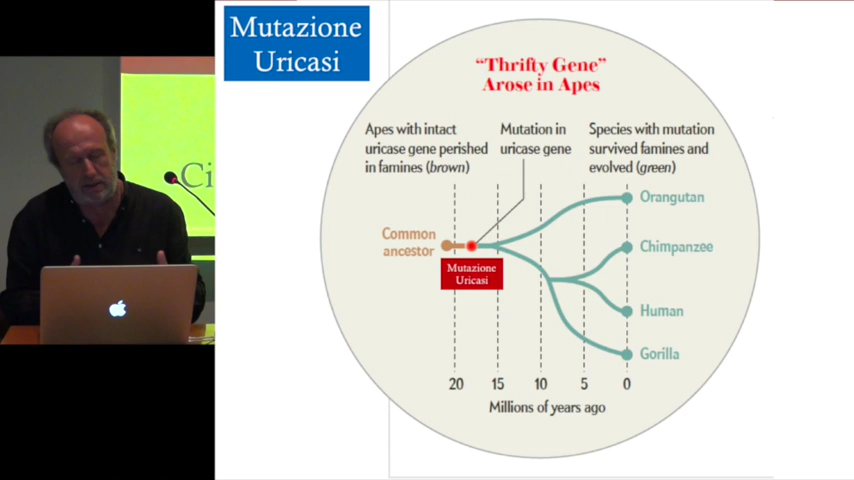 Mutazione
Uricasi
"Thrifty Gene"
Arose in Apes
Apes with intact
uricase gene perished
in famines (brown)
Mutation in
uricase gene
Species with mutation
survived famines and
evolved (green)
Orangutan
Common
ancestor
Chimpanzee
Mutazione
Uricasi
Human
Gorilla
20 15 10 5 0
Millions of years ago
Ci